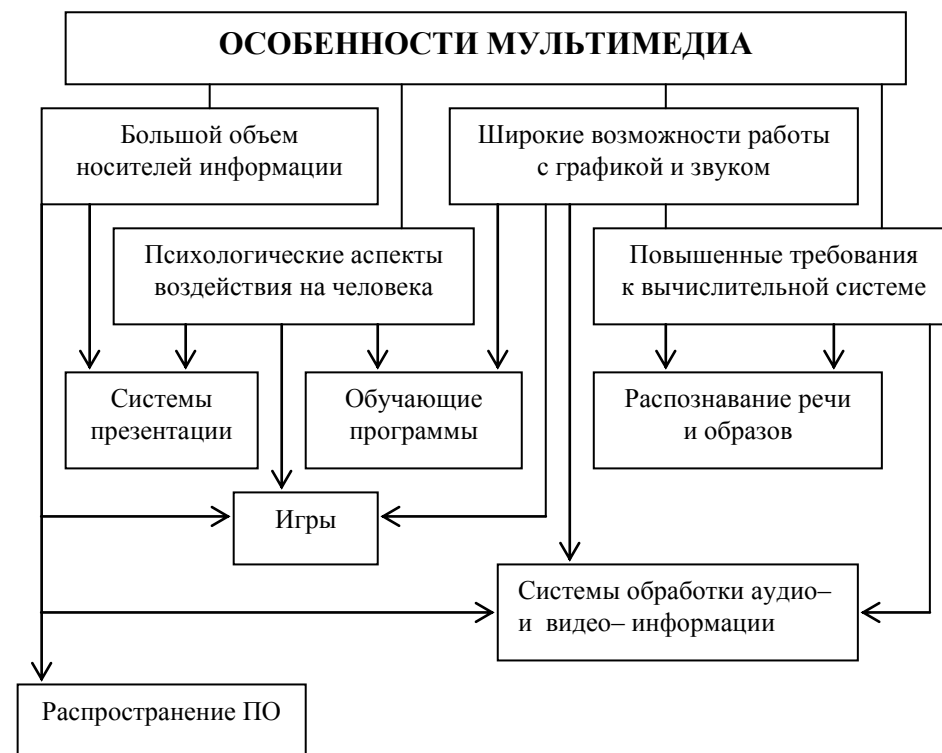 ОСОБЕННОСТИ МУЛЬТИМЕДИА
Большой объем
носителей информации
Широкие возможности работы
с графикой и звуком
Психологические аспекты
воздействия на человека
Повышенные требования
к вычислительной системе
Системы
презентации
Обучающие
программы
Распознавание речи
и образов
Игры
Системы обработки аудио–
и видео– информации
Распространение ПО